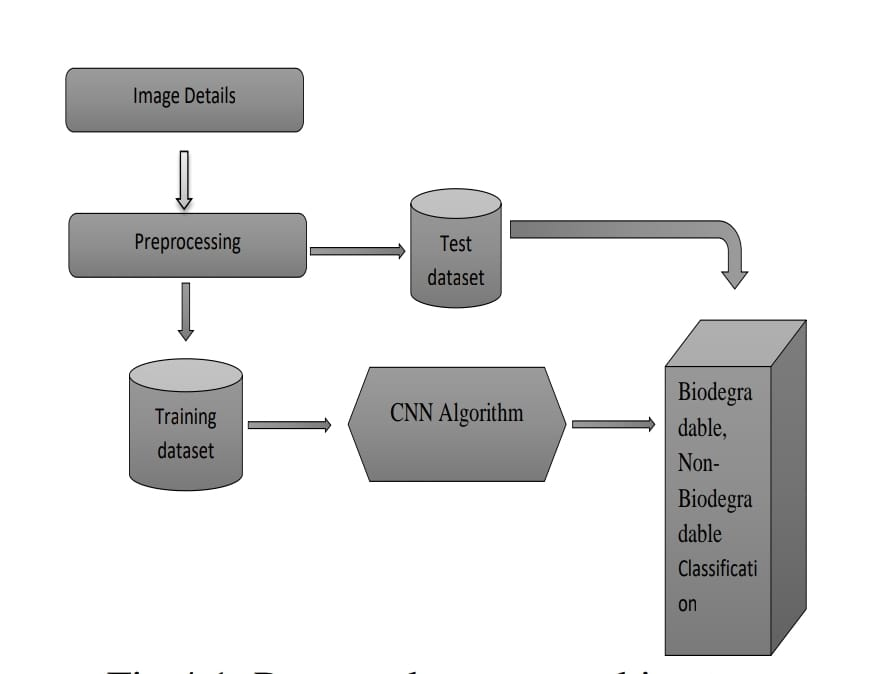 Image Details
Preprocessing
Test
dataset
Training
dataset
CNN Algorithm
Biodegra
dable,
Non-
Biodegra
dable
Classificati
on